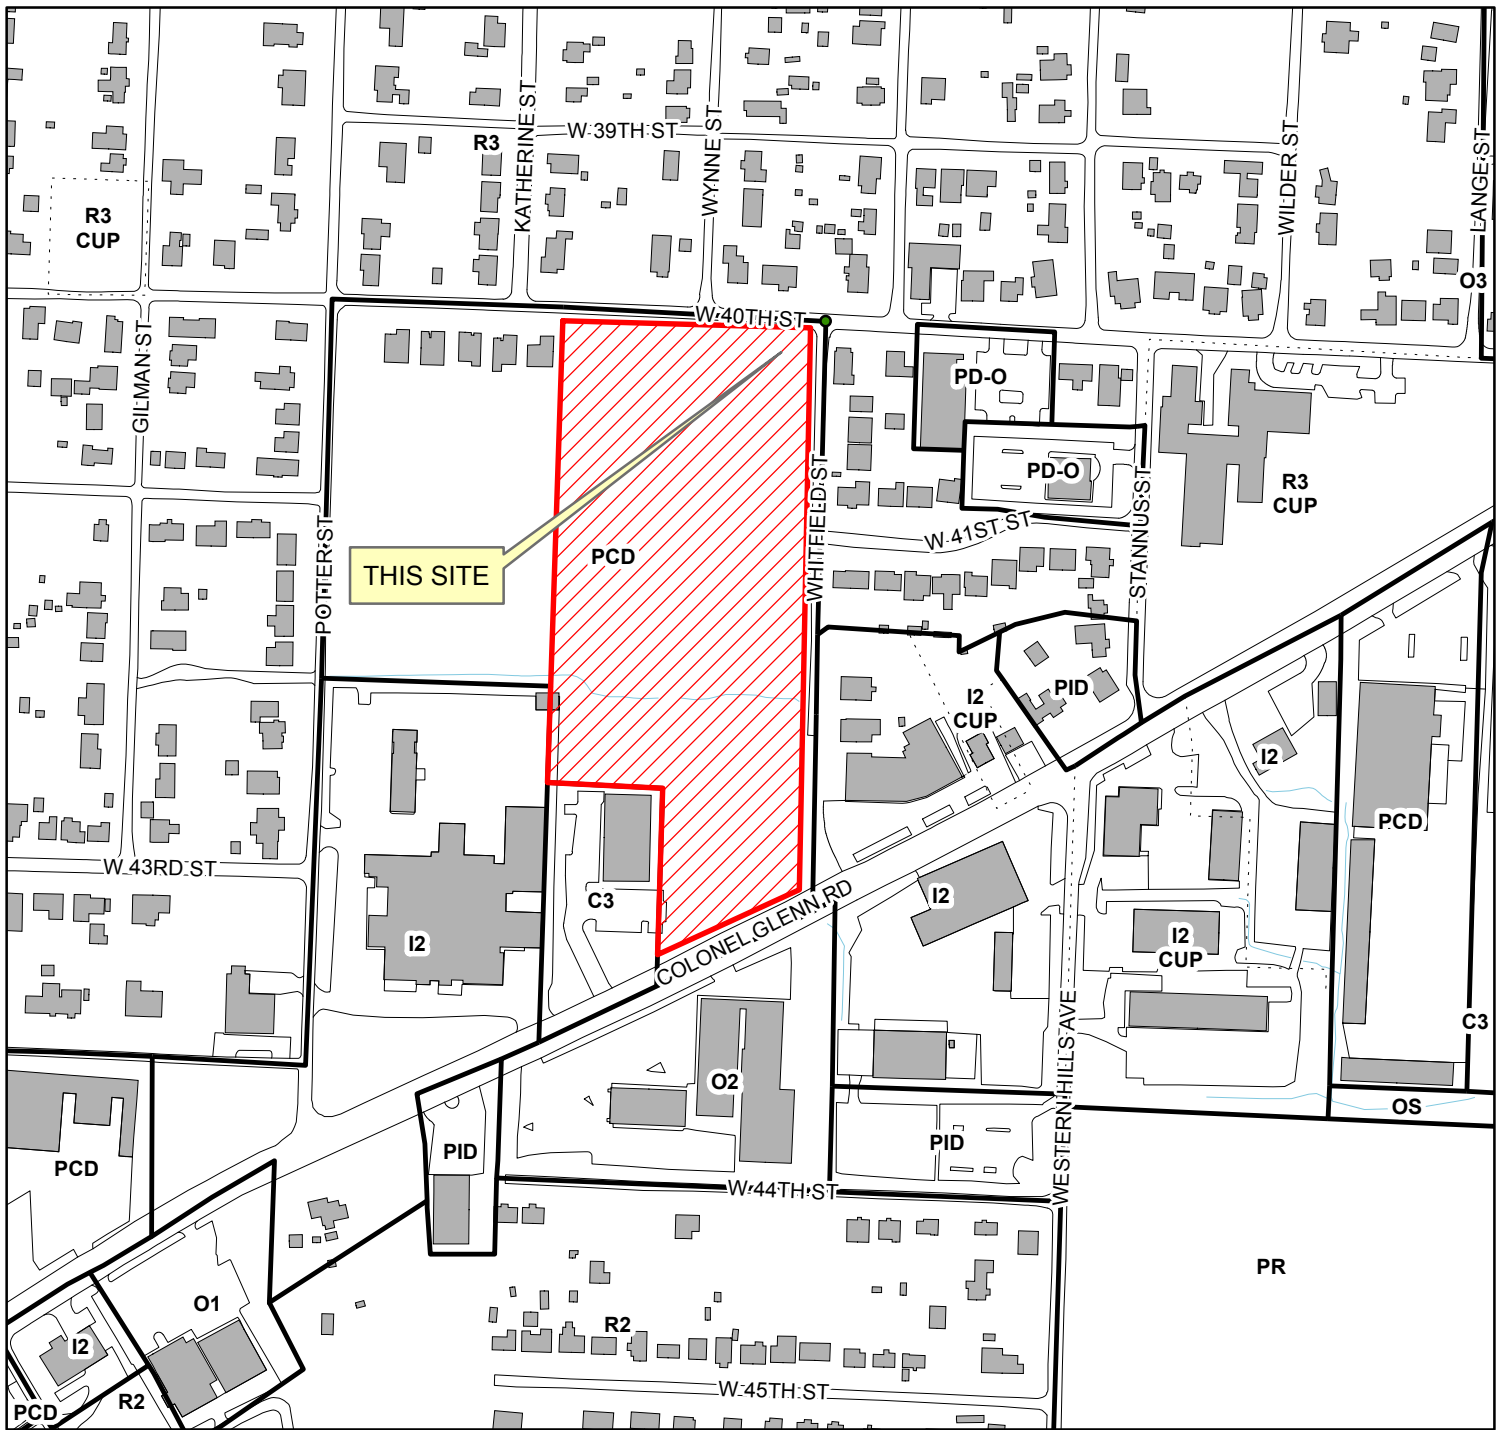 KATHERINE ST
WYNNE ST
W 39TH ST
R3
WILDER ST
LANGE ST
R3
CUP
O3
W 40TH ST
GILMAN ST
PD-O
PD-O
R3
CUP
POTTER ST
WHITFIELD ST
W 41ST ST
STANNUS ST
PCD
THIS SITE
I2
CUP
PID
I2
PCD
W 43RD ST
C3
I2
COLONEL GLENN RD
I2
I2
CUP
C3
WESTERN HILLS AVE
O2
OS
PCD
PID
PID
W 44TH ST
PR
O1
I2
R2
R2
PCD
W 45TH ST